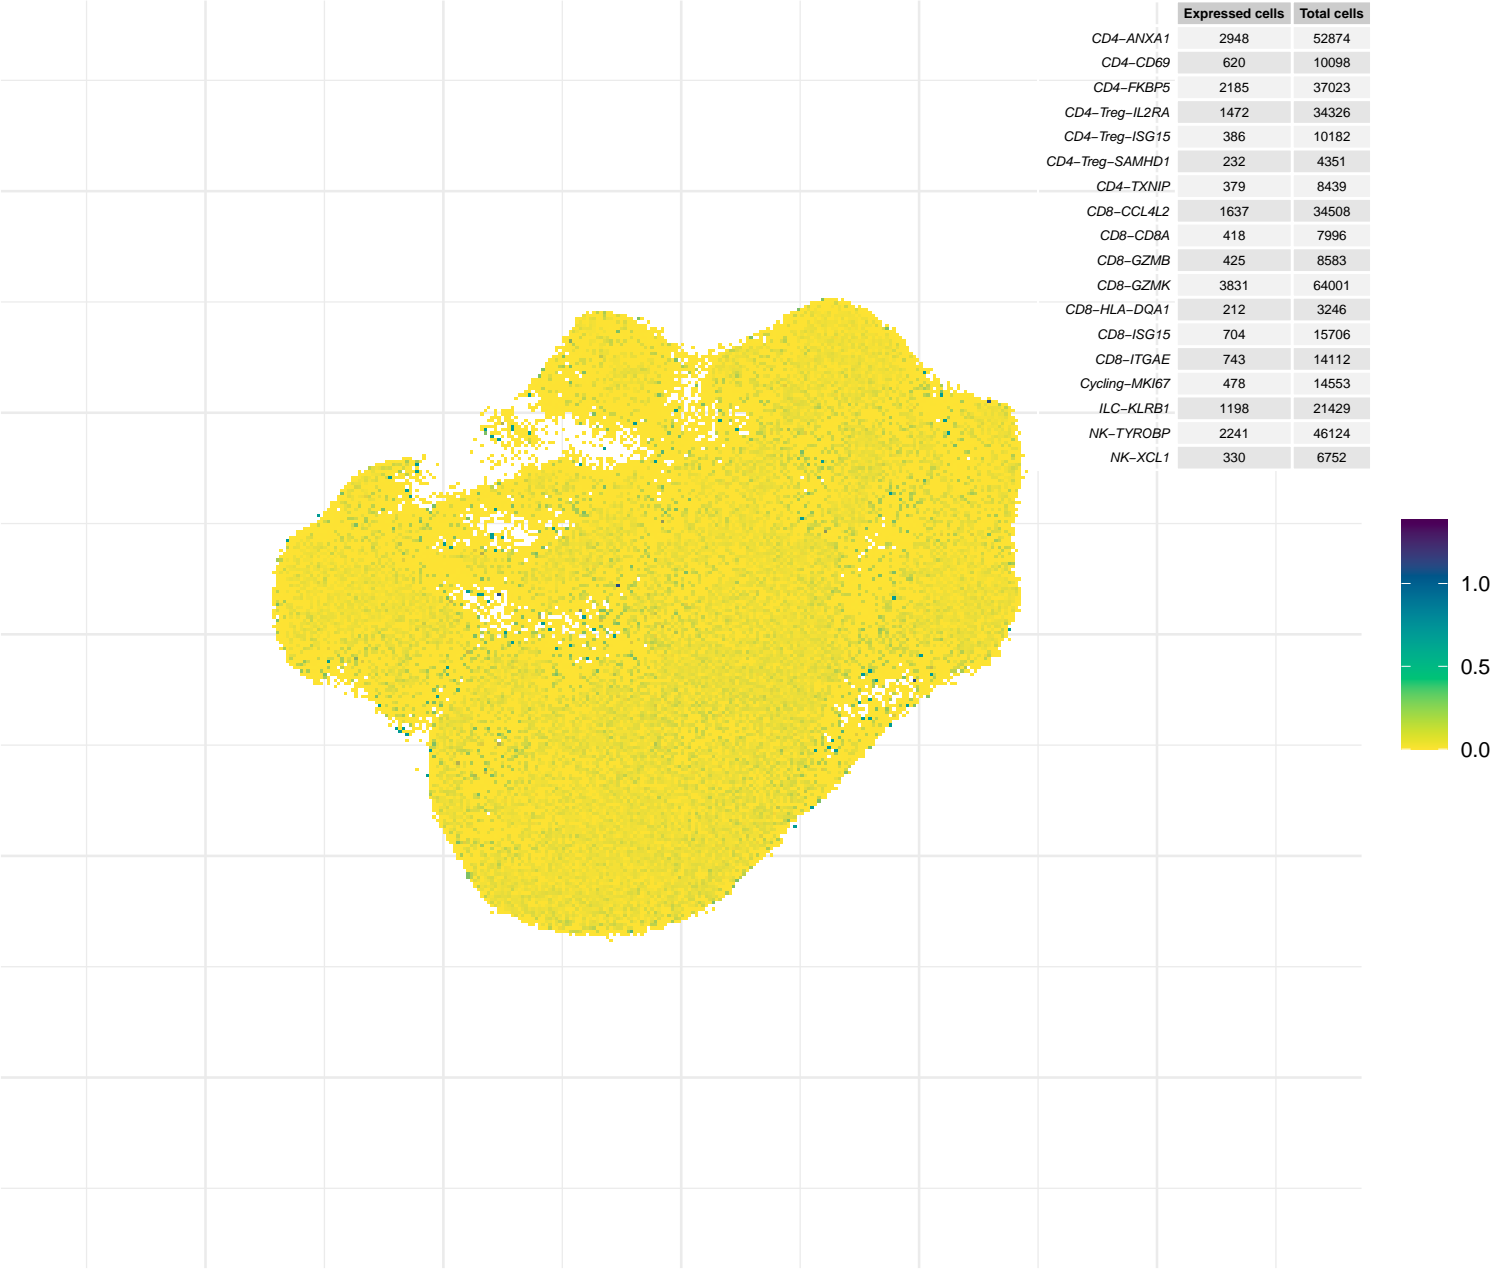 Expressed cells Total cells
CD4−ANXA1 2948 52874
CD4−CD69 620 10098
CD4−FKBP5 2185 37023
CD4−Treg−IL2RA 1472 34326
CD4−Treg−ISG15 386 10182
CD4−Treg−SAMHD1 232 4351
CD4−TXNIP 379 8439
CD8−CCL4L2 1637 34508
CD8−CD8A 418 7996
CD8−GZMB 425 8583
CD8−GZMK 3831 64001
CD8−HLA−DQA1 212 3246
CD8−ISG15 704 15706
CD8−ITGAE 743 14112
Cycling−MKI67 478 14553
ILC−KLRB1 1198 21429
NK−TYROBP 2241 46124
NK−XCL1 330 6752
1.0
0.5
0.0